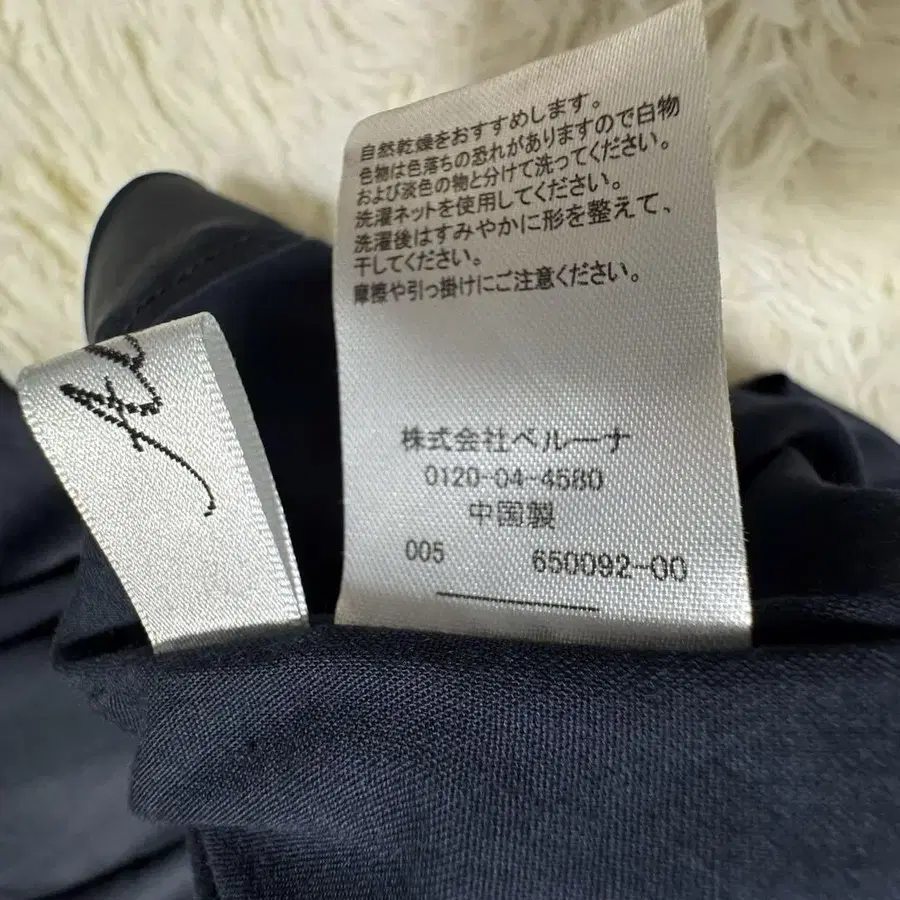 自然乾燥をおすすめします。
色物は色落ちの恐れがありますので白物
および淡色の物と分けて洗ってください。
洗濯ネットを使用してください。
洗濯後はすみやかに形を整えて、
干してください。
摩擦や引っ掛けにご注意ください。
株式会社ベルーナ
0120-04-4580
中国製
005 650092-00